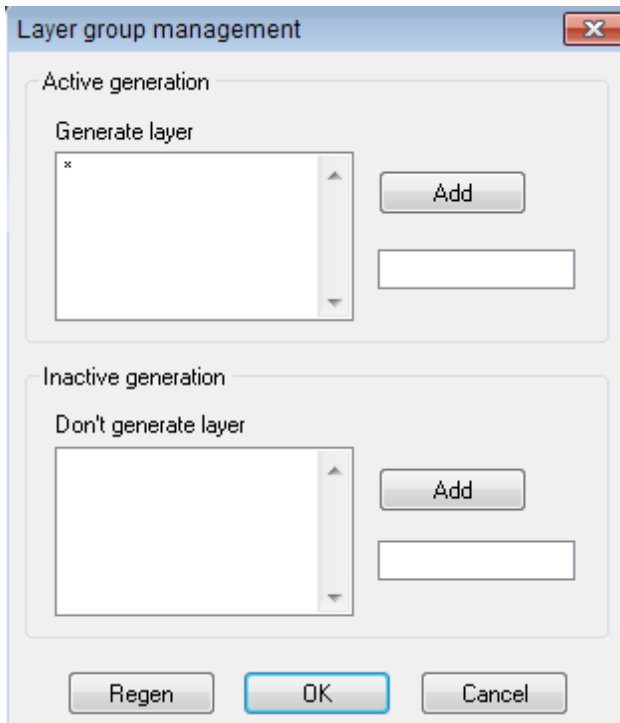 Layer group management
Active generation
Generate layer
*
Add
Inactive generation
Don't generate layer
Add
Regen OK Cancel